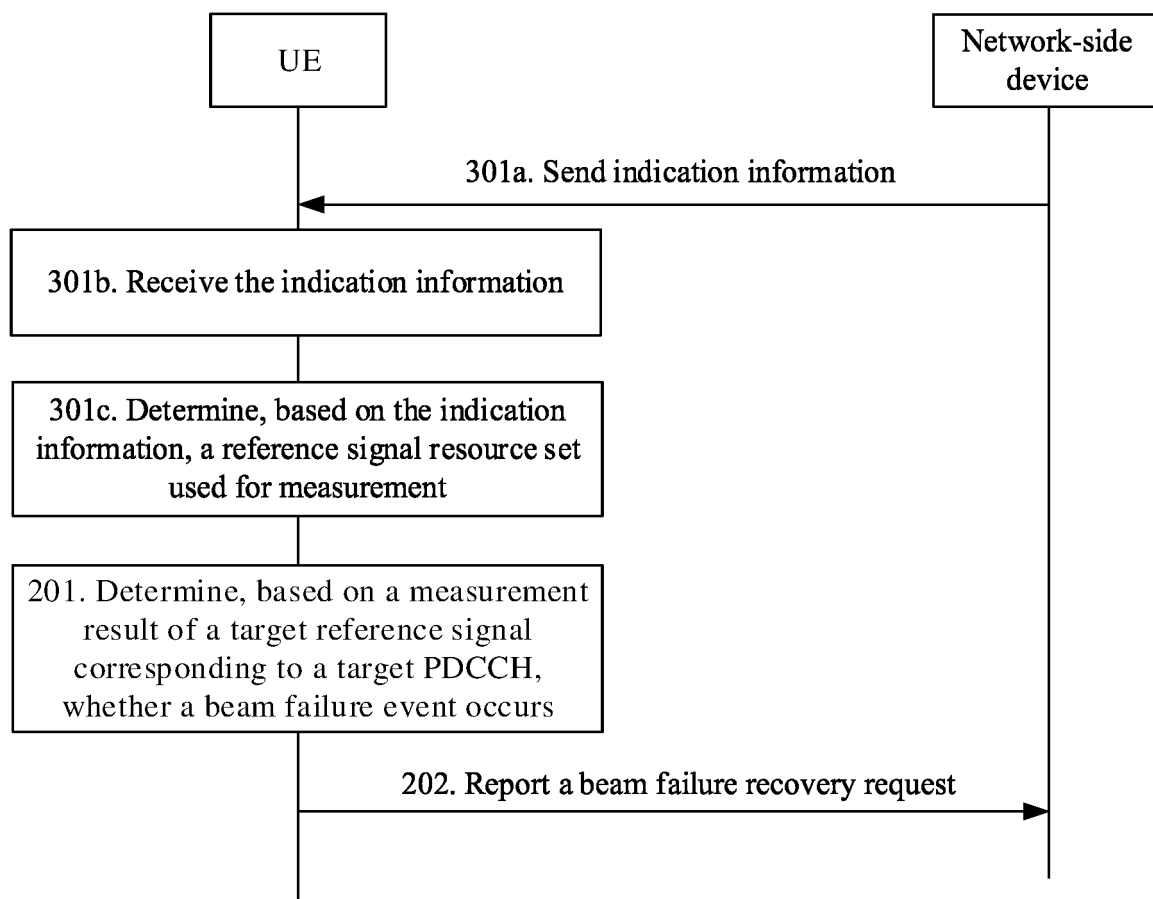 UE
Network-side
device
301a. Send indication information
301b. Receive the indication information
301c. Determine, based on the indication
information, a reference signal resource set
used for measurement
201. Determine, based on a measurement
result of a target reference signal
corresponding to a target PDCCH,
whether a beam failure event occurs
202. Report a beam failure recovery request